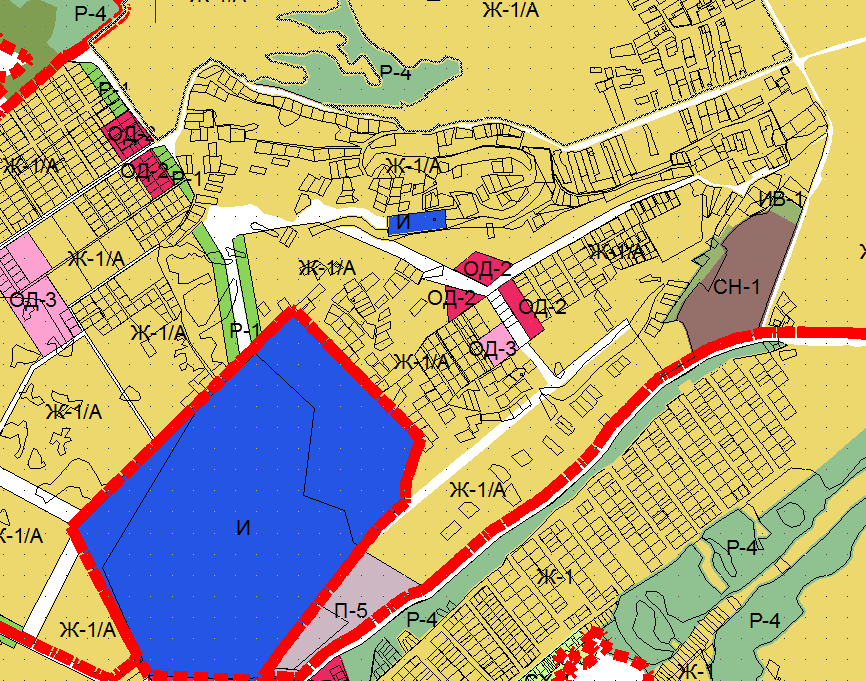 Р-4
Ж-1/А
Ж-1/А
Р-4
Р-1
ОД-2
Ж-1/А
ОД-2
Р-1
Ж-1/А
ИВ-1
И
Ж-1/А
Ж-1/А
Ж-1/А
ОД-2
СН-1
ОД-3
ОД-2
ОД-2
Ж-1/А
Р-1
ОД-3
Ж-1/А
Ж-1/А
Ж-1/А
И
Ж-1/А
Р-4
Ж-1
П-5
Р-4
Р-4
Ж-1/А